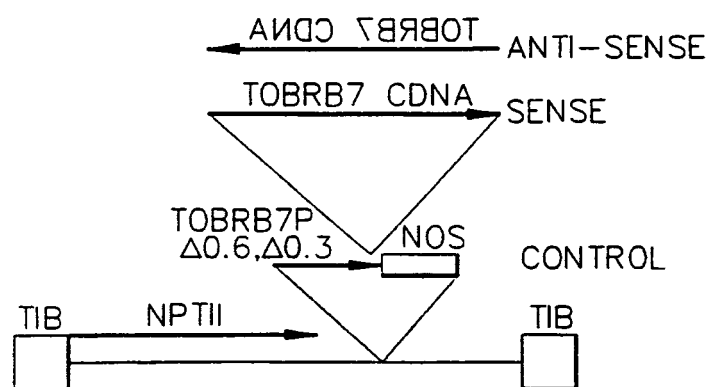 TOBRB7 CDNA ANTI-SENSE
TOBRB7 CDNA SENSE
TOBRB7P
Δ0.6,Δ0.3 NOS CONTROL
TIB NPTII TIB